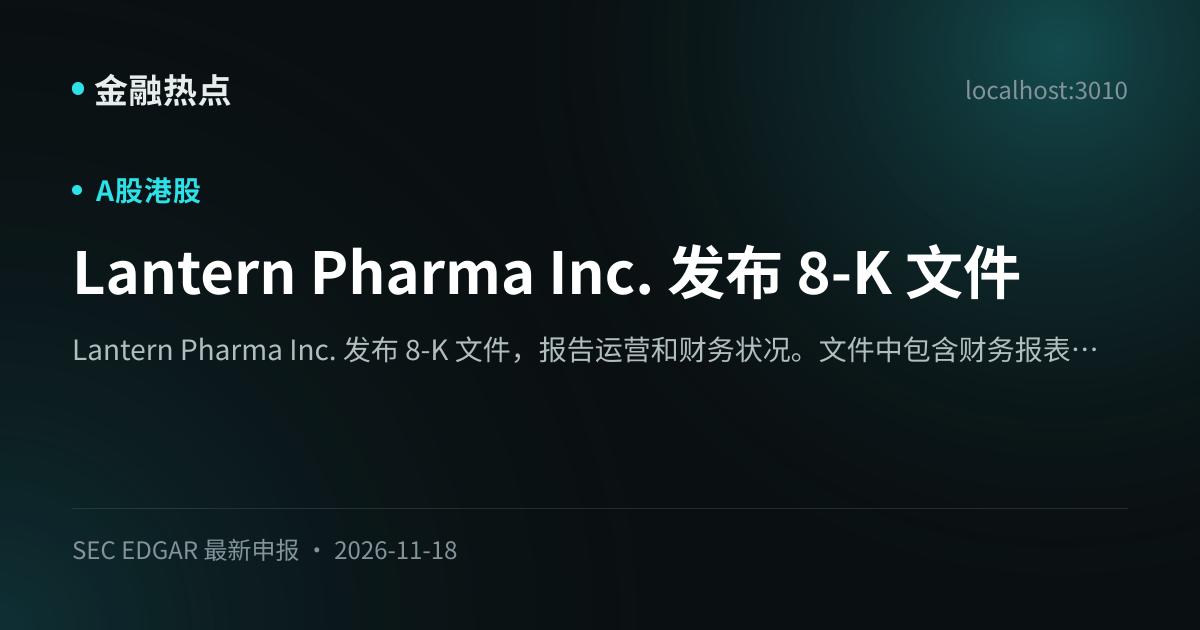 金融热点
localhost:3010
A股港股
Lantern Pharma Inc. 发布 8-K 文件
Lantern Pharma Inc. 发布 8-K 文件，报告运营和财务状况。文件中包含财务报表…
SEC EDGAR 最新申报 · 2026-11-18